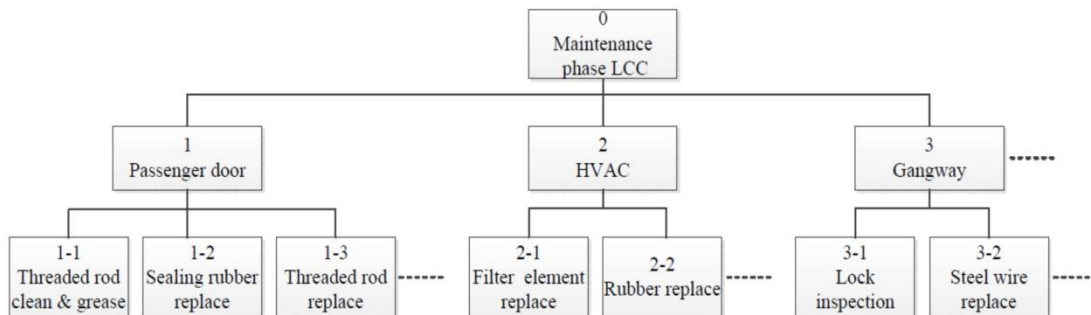 0
Maintenance
phase LCC
1
Passenger door
2
HVAC
3
Gangway
1-1
Threaded rod
clean & grease
1-2
Sealing rubber
replace
1-3
Threaded rod
replace
2-1
Filter element
replace
2-2
Rubber replace
3-1
Lock
inspection
3-2
Steel wire
replace